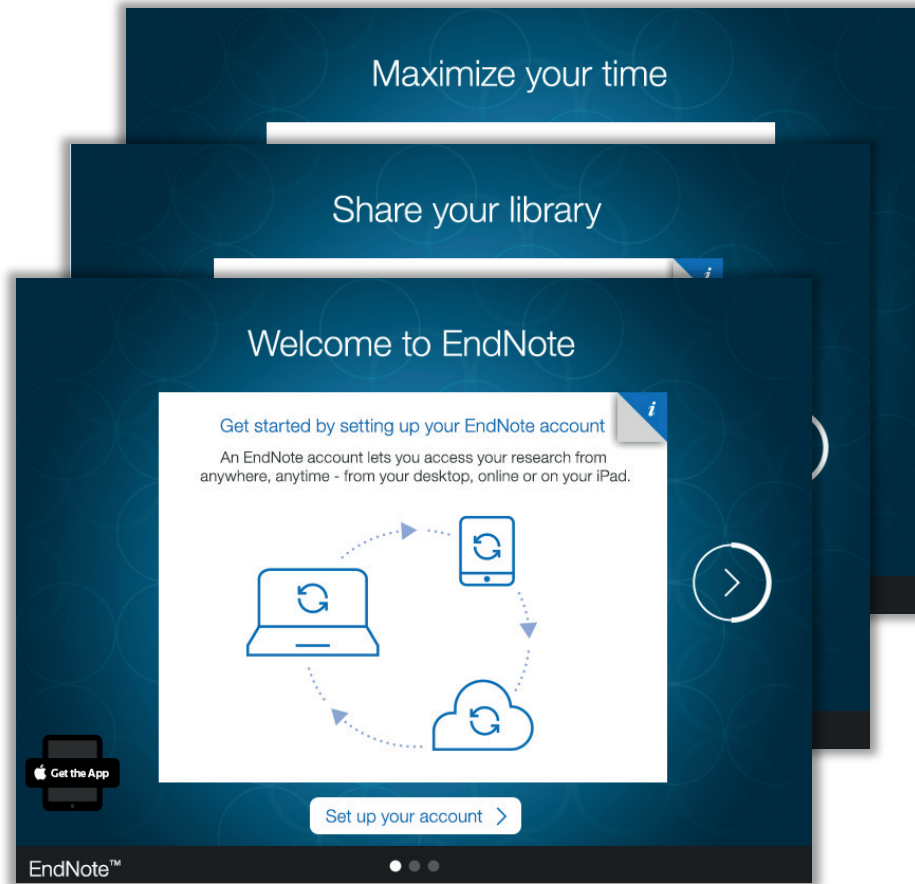 Maximize your time
Share your library
i
Welcome to EndNote
i
Get started by setting up your EndNote account
An EndNote account lets you access your research from
anywhere, anytime - from your desktop, online or on your iPad.
Get the App
Set up your account
EndNote™